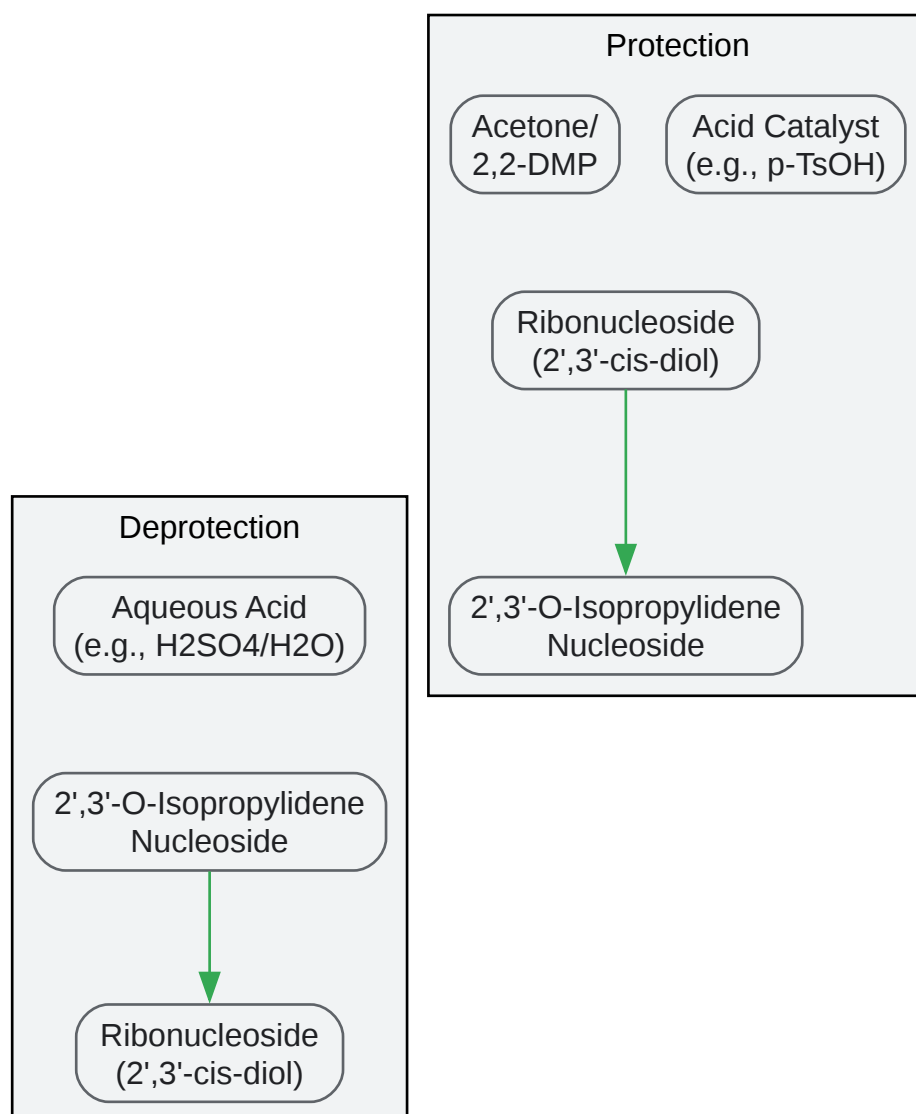 Protection
Acetone/
2,2-DMP
Acid Catalyst
(e.g., p-TsOH)
Ribonucleoside
(2',3'-cis-diol)
2',3'-O-Isopropylidene
Nucleoside
Deprotection
Aqueous Acid
(e.g., H2SO4/H2O)
2',3'-O-Isopropylidene
Nucleoside
Ribonucleoside
(2',3'-cis-diol)